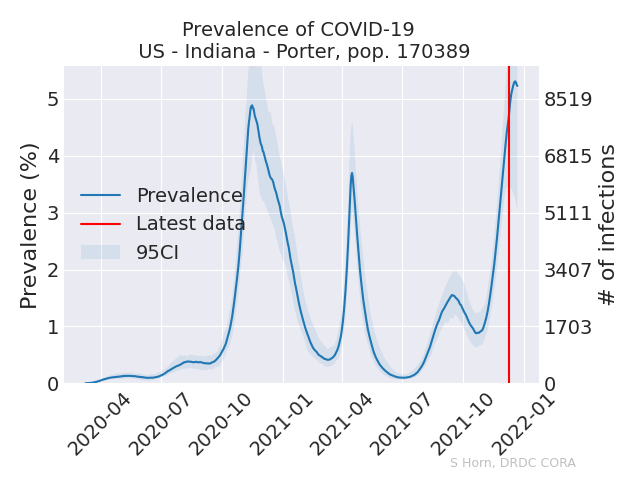 Prevalence of COVID-19
US - Indiana - Porter, pop. 170389
Prevalence (%)
5
4
3
2
1
0
8519
6815
5111
3407
1703
0
# of infections
Prevalence
Latest data
95CI
2020-04
2020-07
2020-10
2021-01
2021-04
2021-07
2021-10
2022-01
S Horn, DRDC CORA